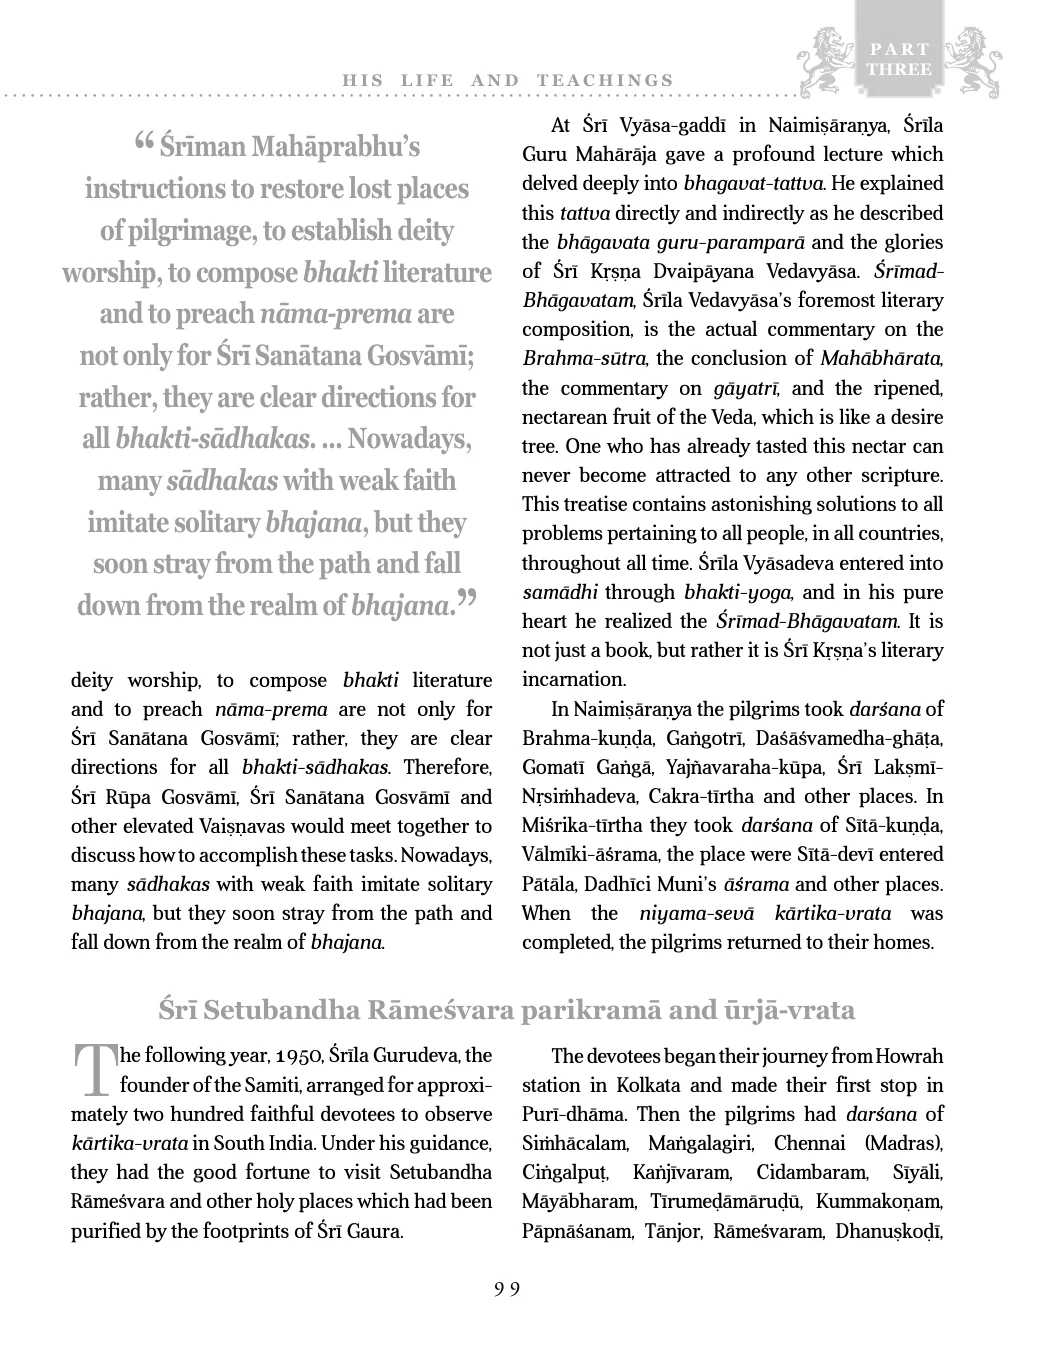 PART
THREE
HIS LIFE AND TEACHINGS
“ Śrīman Mahāprabhu’s
instructions to restore lost places
of pilgrimage, to establish deity
worship, to compose bhakti literature
and to preach nāma-prema are
not only for Śrī Sanātana Gosvāmī;
rather, they are clear directions for
all bhakti-sādhakas. ... Nowadays,
many sādhakas with weak faith
imitate solitary bhajana, but they
soon stray from the path and fall
down from the realm of bhajana.”
deity worship, to compose bhakti literature
and to preach nāma-prema are not only for
Śrī Sanātana Gosvāmī; rather, they are clear
directions for all bhakti-sādhakas. Therefore,
Śrī Rūpa Gosvāmī, Śrī Sanātana Gosvāmī and
other elevated Vaiṣṇavas would meet together to
discuss how to accomplish these tasks. Nowadays,
many sādhakas with weak faith imitate solitary
bhajana, but they soon stray from the path and
fall down from the realm of bhajana.
At Śrī Vyāsa-gaddī in Naimiṣāraṇya, Śrīla
Guru Mahārāja gave a profound lecture which
delved deeply into bhagavat-tattva. He explained
this tattva directly and indirectly as he described
the bhāgavata guru-paramparā and the glories
of Śrī Kṛṣṇa Dvaipāyana Vedavyāsa. Śrīmad-
Bhāgavatam, Śrīla Vedavyāsa’s foremost literary
composition, is the actual commentary on the
Brahma-sūtra, the conclusion of Mahābhārata,
the commentary on gāyatrī, and the ripened,
nectarean fruit of the Veda, which is like a desire
tree. One who has already tasted this nectar can
never become attracted to any other scripture.
This treatise contains astonishing solutions to all
problems pertaining to all people, in all countries,
throughout all time. Śrīla Vyāsadeva entered into
samādhi through bhakti-yoga, and in his pure
heart he realized the Śrīmad-Bhāgavatam. It is
not just a book, but rather it is Śrī Kṛṣṇa’s literary
incarnation.
In Naimiṣāraṇya the pilgrims took darśana of
Brahma-kuṇḍa, Gaṅgotrī, Daśāśvamedha-ghāṭa,
Gomatī Gaṅgā, Yajñavaraha-kūpa, Śrī Lakṣmī-
Nṛsiṁhadeva, Cakra-tīrtha and other places. In
Miśrika-tīrtha they took darśana of Sītā-kuṇḍa,
Vālmīki-āśrama, the place were Sītā-devī entered
Pātāla, Dadhīci Muni’s āśrama and other places.
When the niyama-sevā kārtika-vrata was
completed, the pilgrims returned to their homes.
Śrī Setubandha Rāmeśvara parikramā and ūrjā-vrata
The following year, 1950, Śrīla Gurudeva, the
founder of the Samiti, arranged for approxi-
mately two hundred faithful devotees to observe
kārtika-vrata in South India. Under his guidance,
they had the good fortune to visit Setubandha
Rāmeśvara and other holy places which had been
purified by the footprints of Śrī Gaura.
The devotees began their journey from Howrah
station in Kolkata and made their first stop in
Purī-dhāma. Then the pilgrims had darśana of
Siṁhācalam, Maṅgalagiri, Chennai (Madras),
Ciṅgalpuṭ, Kañjīvaram, Cidambaram, Sīyāli,
Māyābharam, Tīrumeḍāmāruḍū, Kummakoṇam,
Pāpnāśanam, Tānjor, Rāmeśvaram, Dhanuṣkoḍī,
99